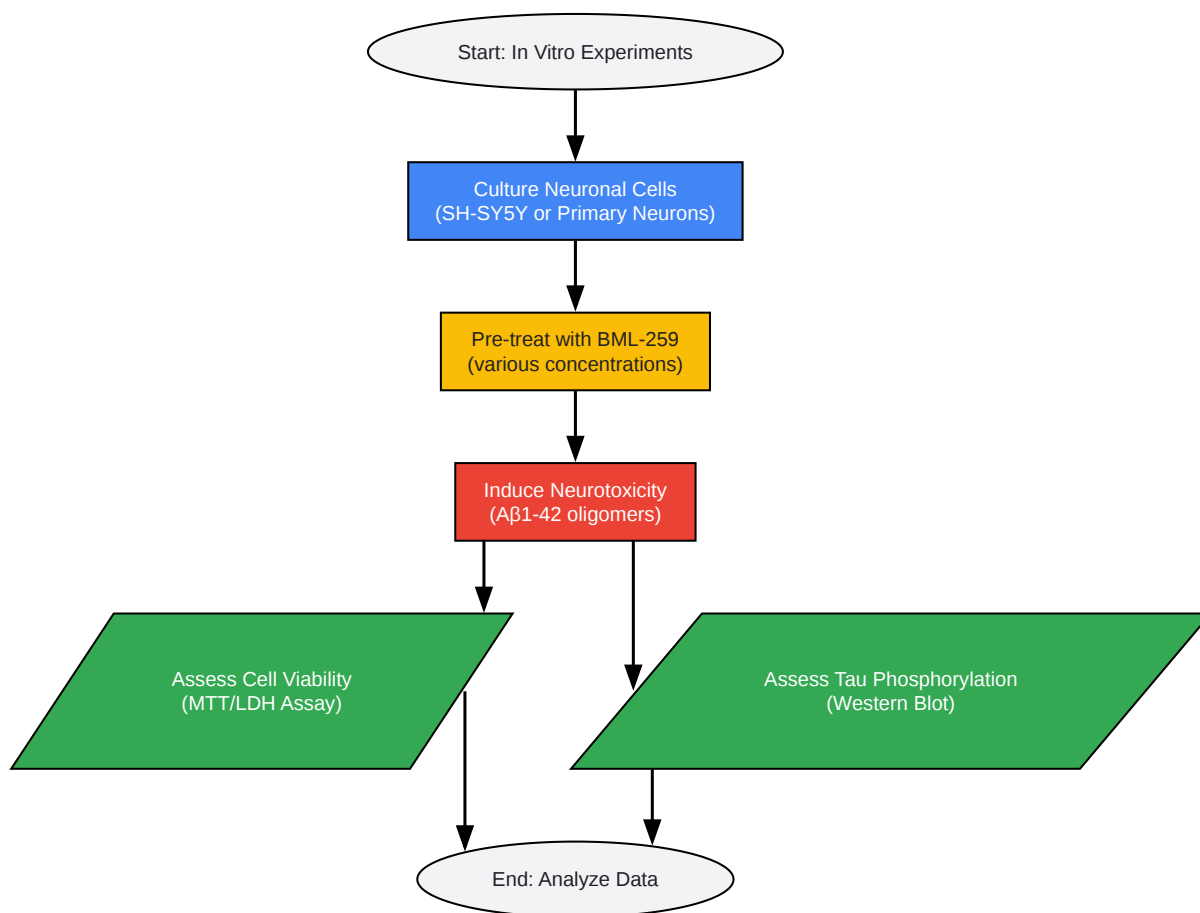 Start: In Vitro Experiments
Culture Neuronal Cells
(SH-SY5Y or Primary Neurons)
Pre-treat with BML-259
(various concentrations)
Induce Neurotoxicity
(Aβ1-42 oligomers)
Assess Cell Viability
(MTT/LDH Assay)
Assess Tau Phosphorylation
(Western Blot)
End: Analyze Data